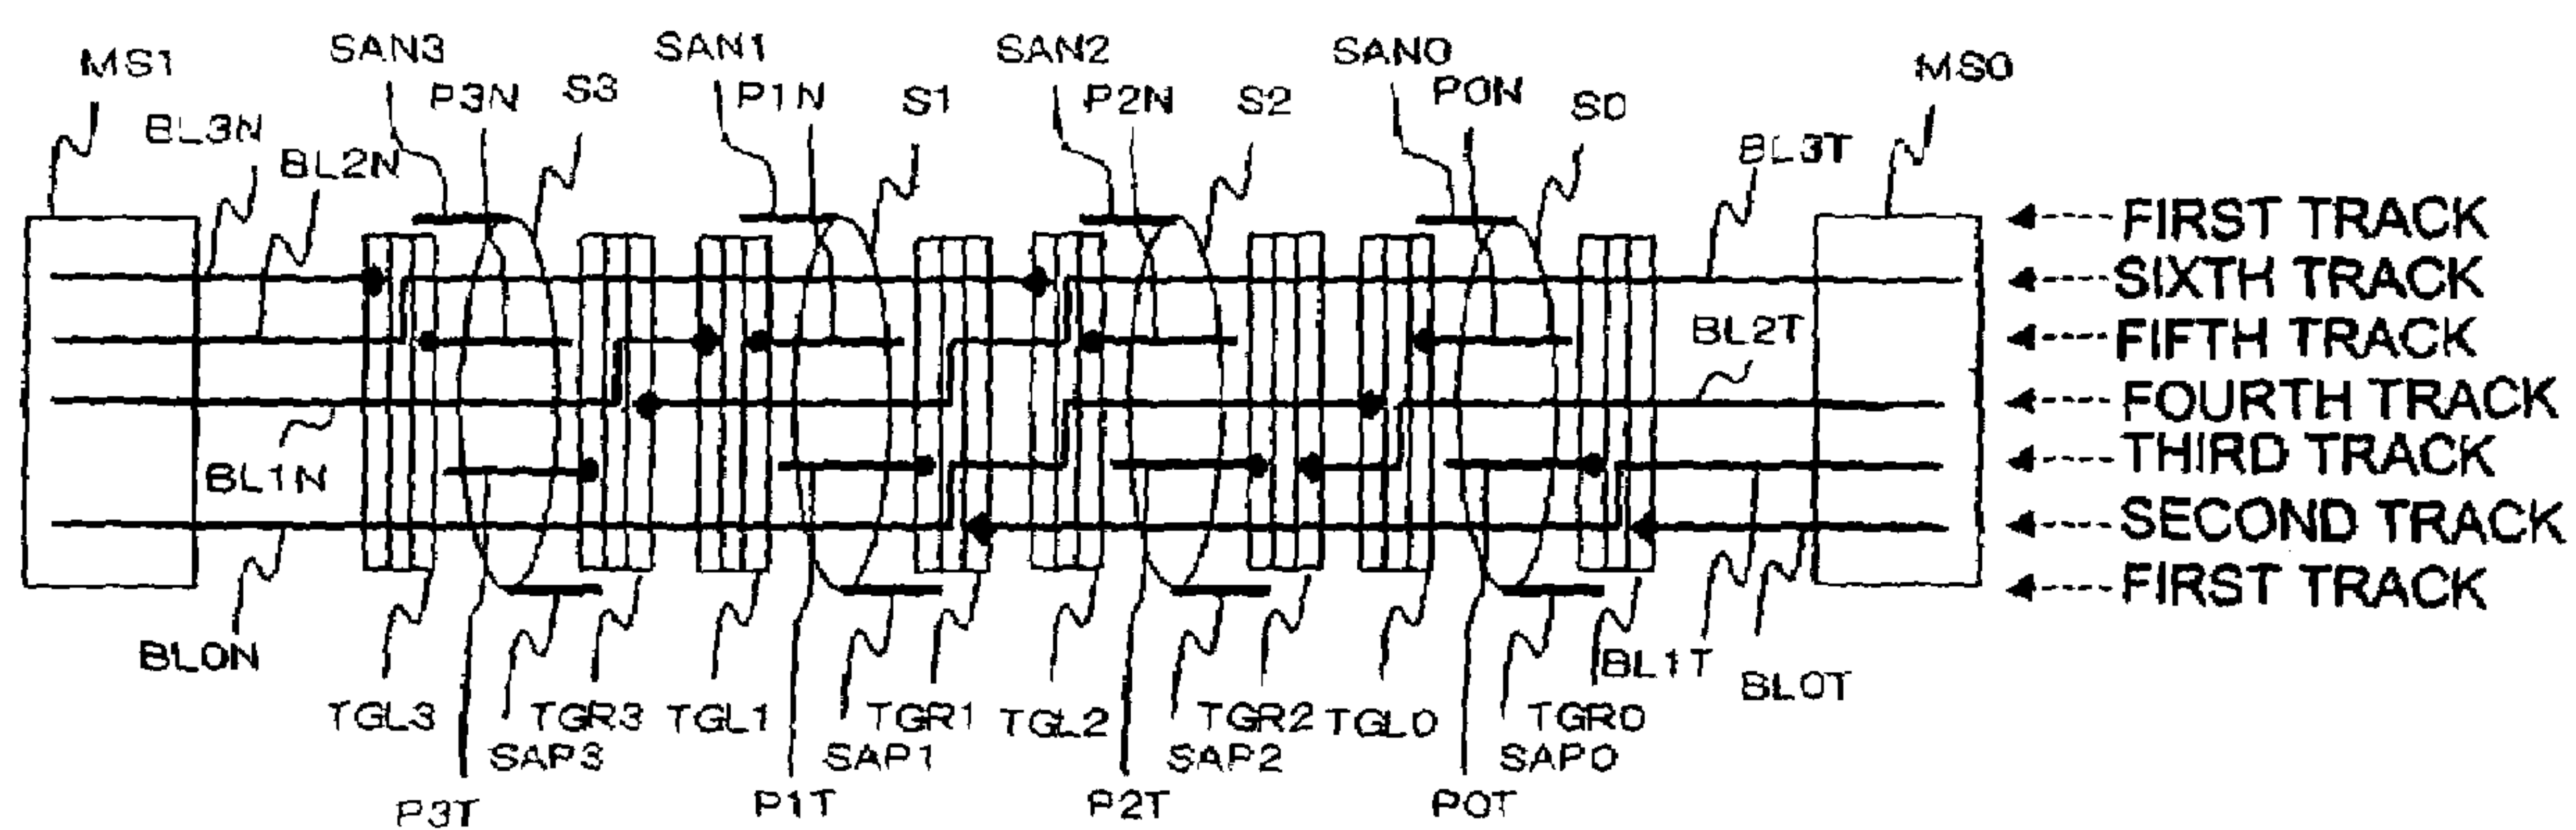 MS1
SAN3
P3N
S3
SAN1
P1N
S1
SAN2
P2N
S2
SAN0
P0N
S0
MS0
BL3N
BL2N
BL3T
BL2T
FIRST TRACK
SIXTH TRACK
FIFTH TRACK
FOURTH TRACK
THIRD TRACK
SECOND TRACK
FIRST TRACK
BL1N
BL0N
BL1T
BL0T
TGL3
TGR3
TGL1
TGR1
TGL2
TGR2
TGL0
TGR0
SAP3
SAP1
SAP2
SAP0
P3T
P1T
P2T
P0T